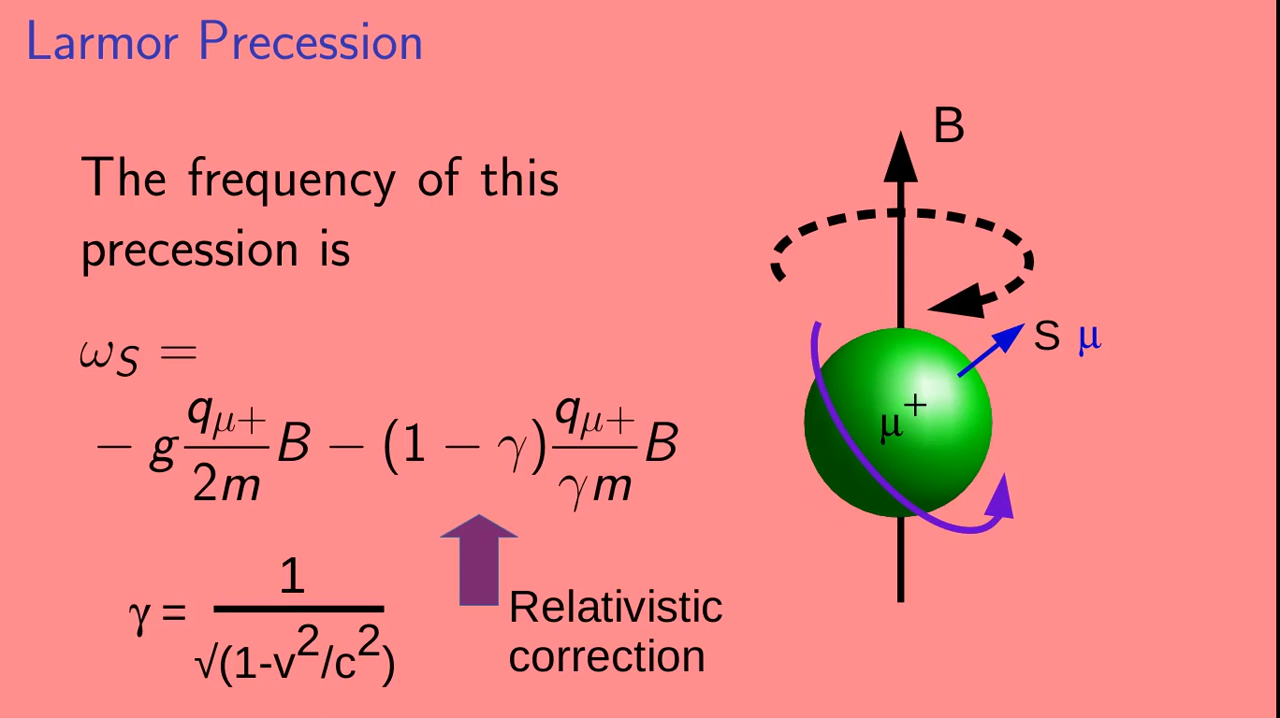 Larmor Precession
The frequency of this
precession is
ωS =
− g qμ+/2m B − (1 − γ) qμ+/γm B
γ = 1/√(1-v²/c²)
Relativistic
correction
B
S μ
μ⁺